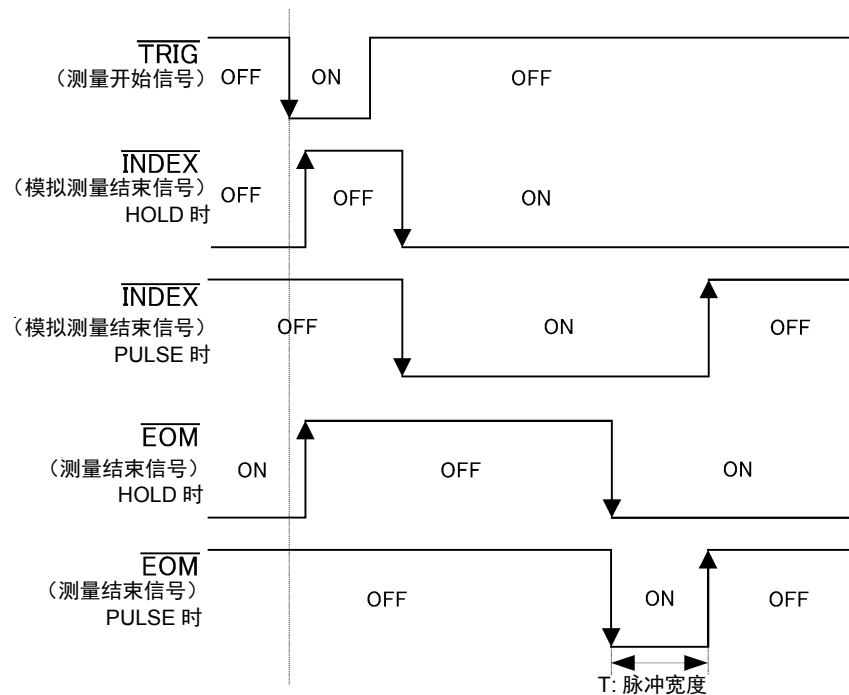 TRIG
（测量开始信号） OFF ON OFF
INDEX
（模拟测量结束信号） OFF OFF ON
HOLD 时
INDEX
（模拟测量结束信号） OFF ON OFF
PULSE 时
EOM
（测量结束信号） ON OFF ON
HOLD 时
EOM
（测量结束信号） OFF ON OFF
PULSE 时
T: 脉冲宽度